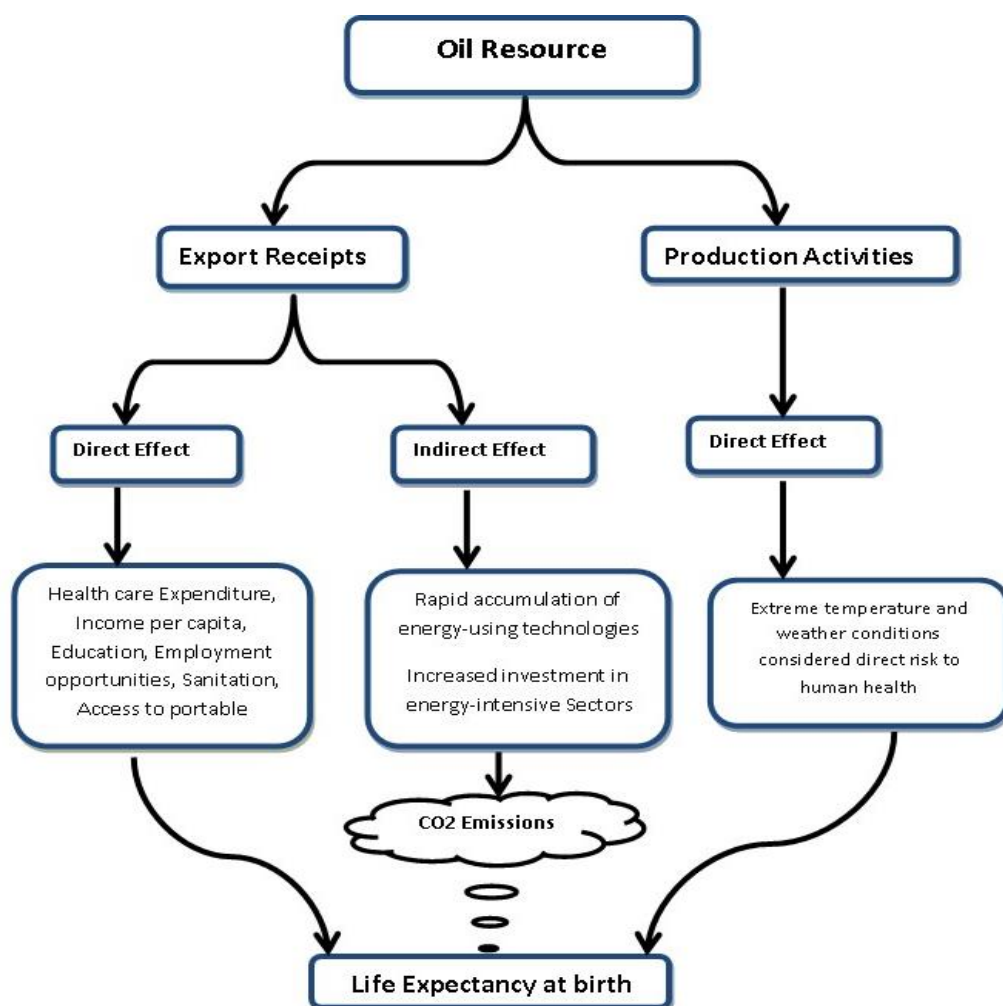 Oil Resource
Export Receipts
Production Activities
Direct Effect
Indirect Effect
Direct Effect
Health care Expenditure,
Income per capita,
Education, Employment
opportunities, Sanitation,
Access to portable
Rapid accumulation of
energy-using technologies
Increased investment in
energy-intensive Sectors
Extreme temperature and
weather conditions
considered direct risk to
human health
CO2 Emissions
Life Expectancy at birth